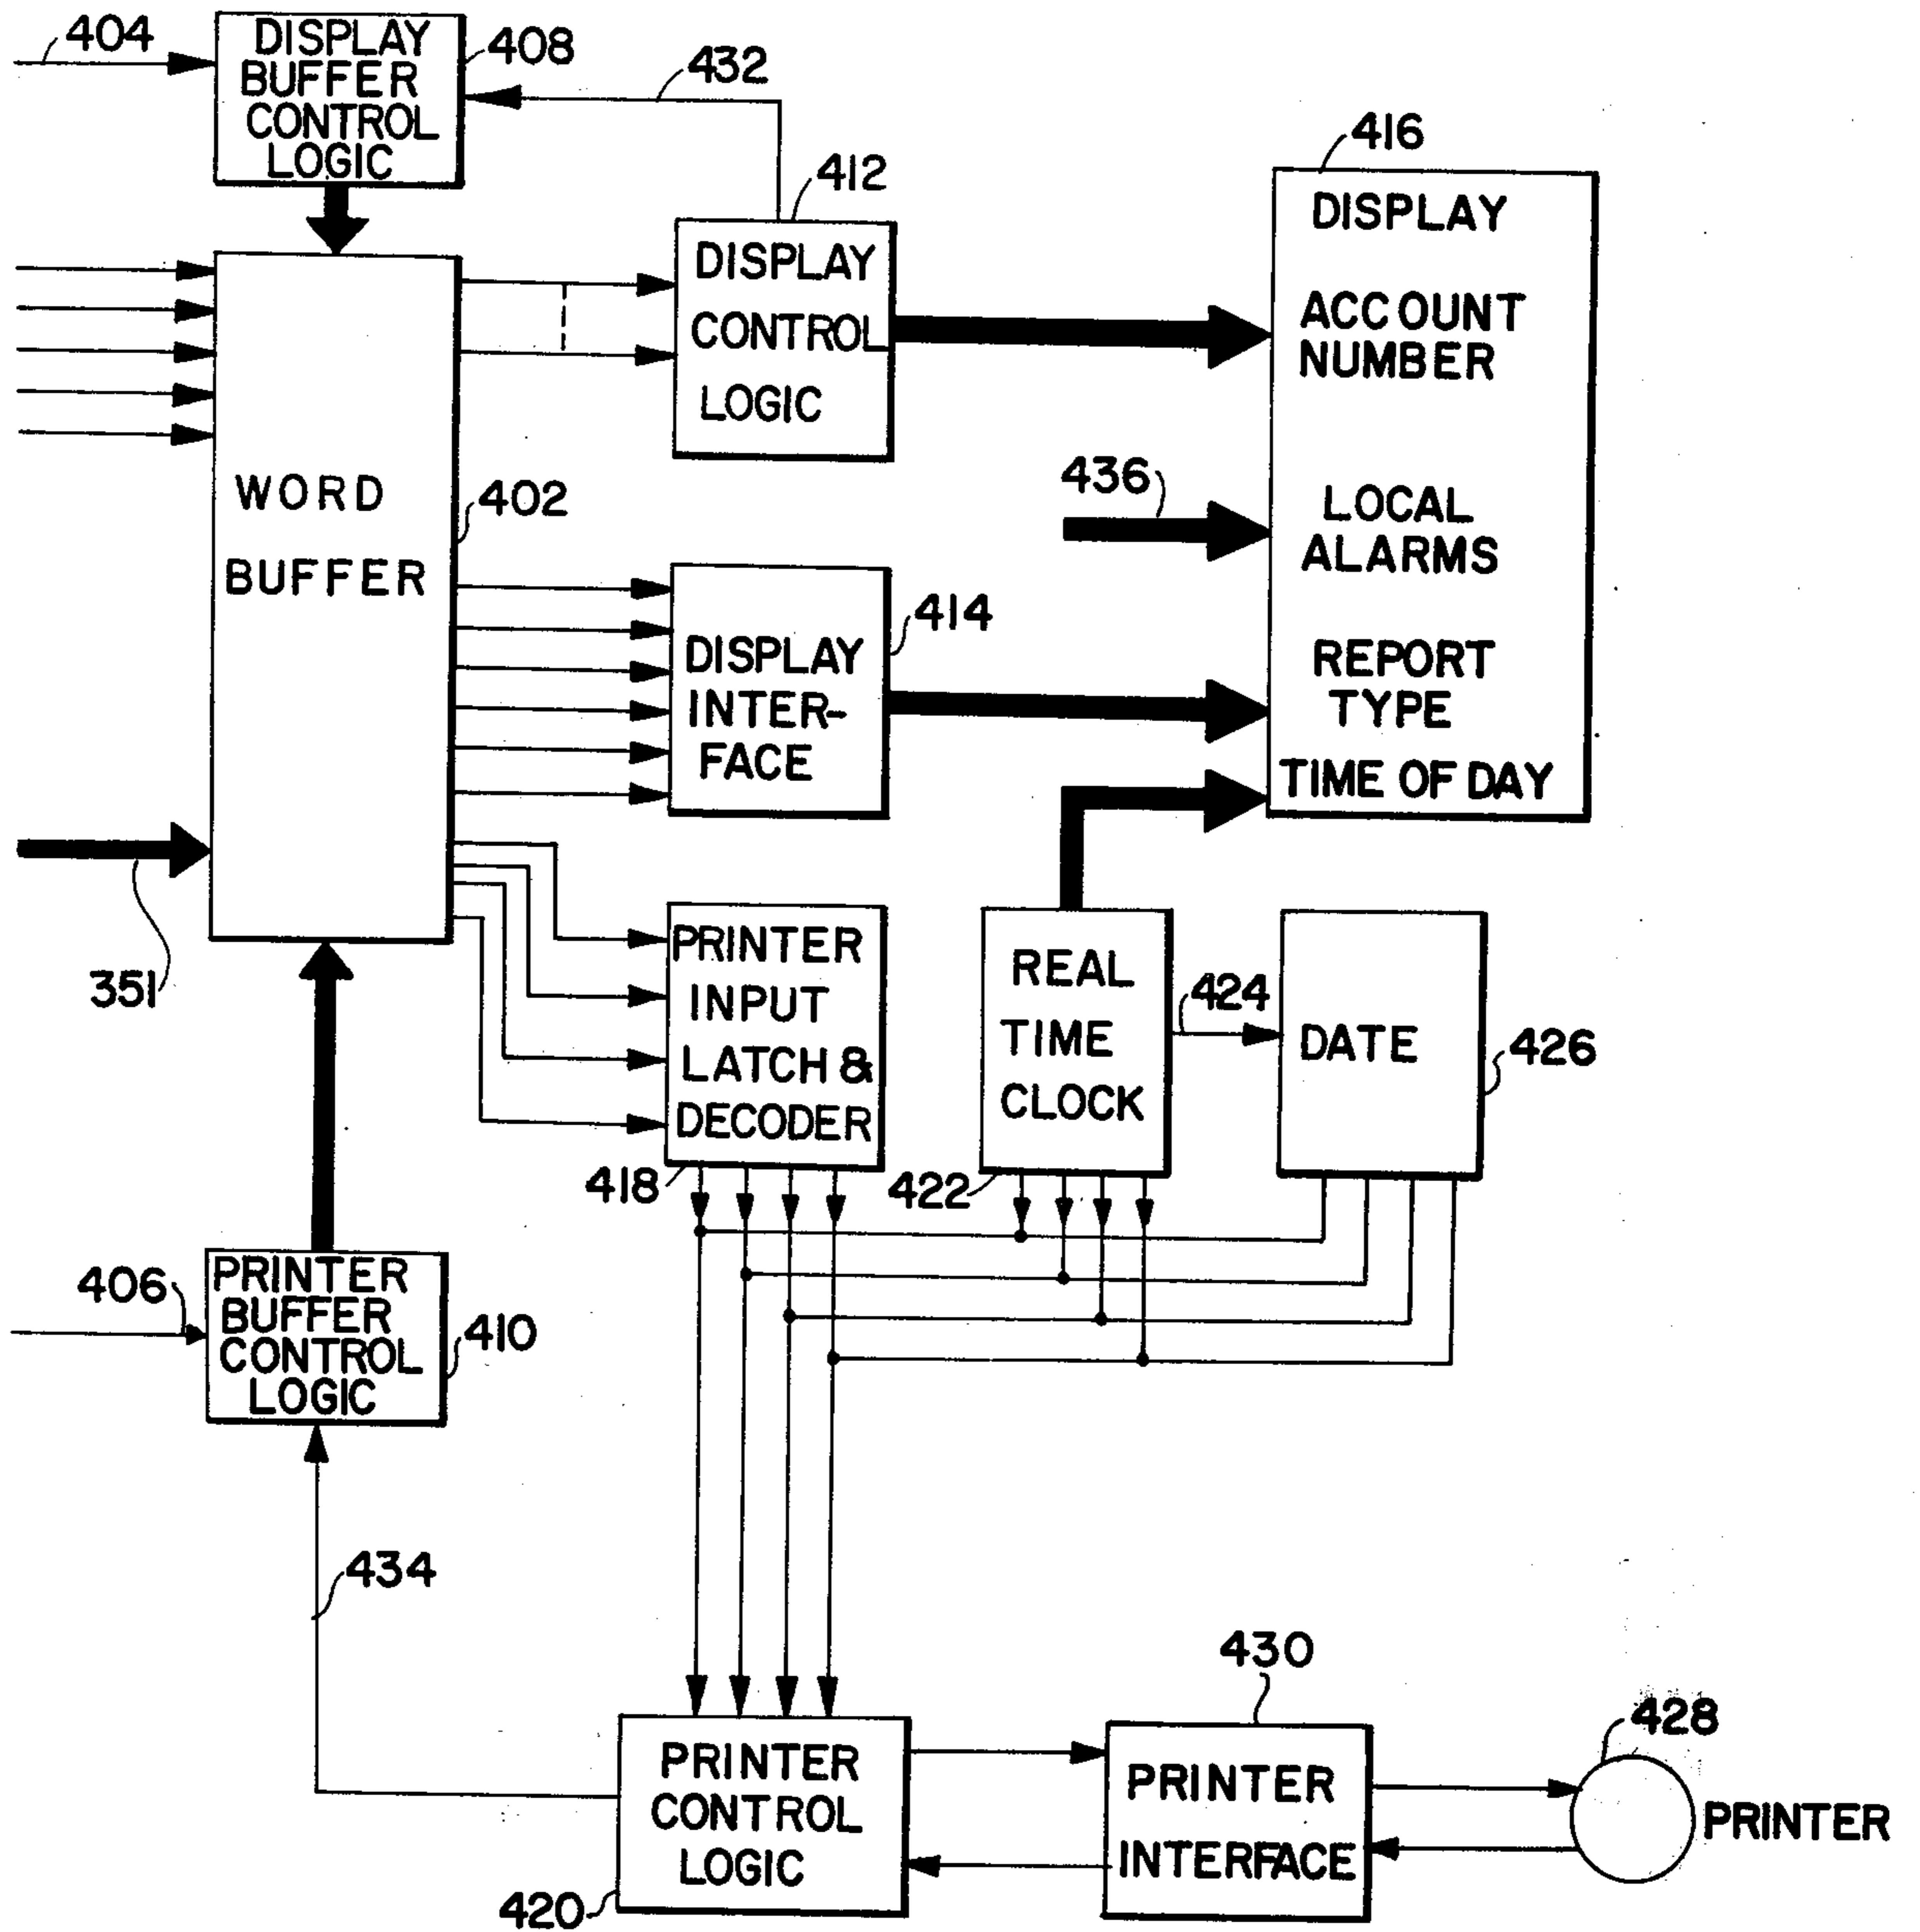 404
DISPLAY
BUFFER
CONTROL
LOGIC
408
432
412
416
DISPLAY
CONTROL
LOGIC
DISPLAY
ACCOUNT
NUMBER
LOCAL
ALARMS
REPORT
TYPE
TIME OF DAY
436
WORD
BUFFER
402
DISPLAY
INTER-
FACE
414
351
PRINTER
INPUT
LATCH &
DECODER
418
REAL
TIME
CLOCK
422
424
DATE
426
406
PRINTER
BUFFER
CONTROL
LOGIC
410
434
PRINTER
CONTROL
LOGIC
420
430
PRINTER
INTERFACE
428
PRINTER